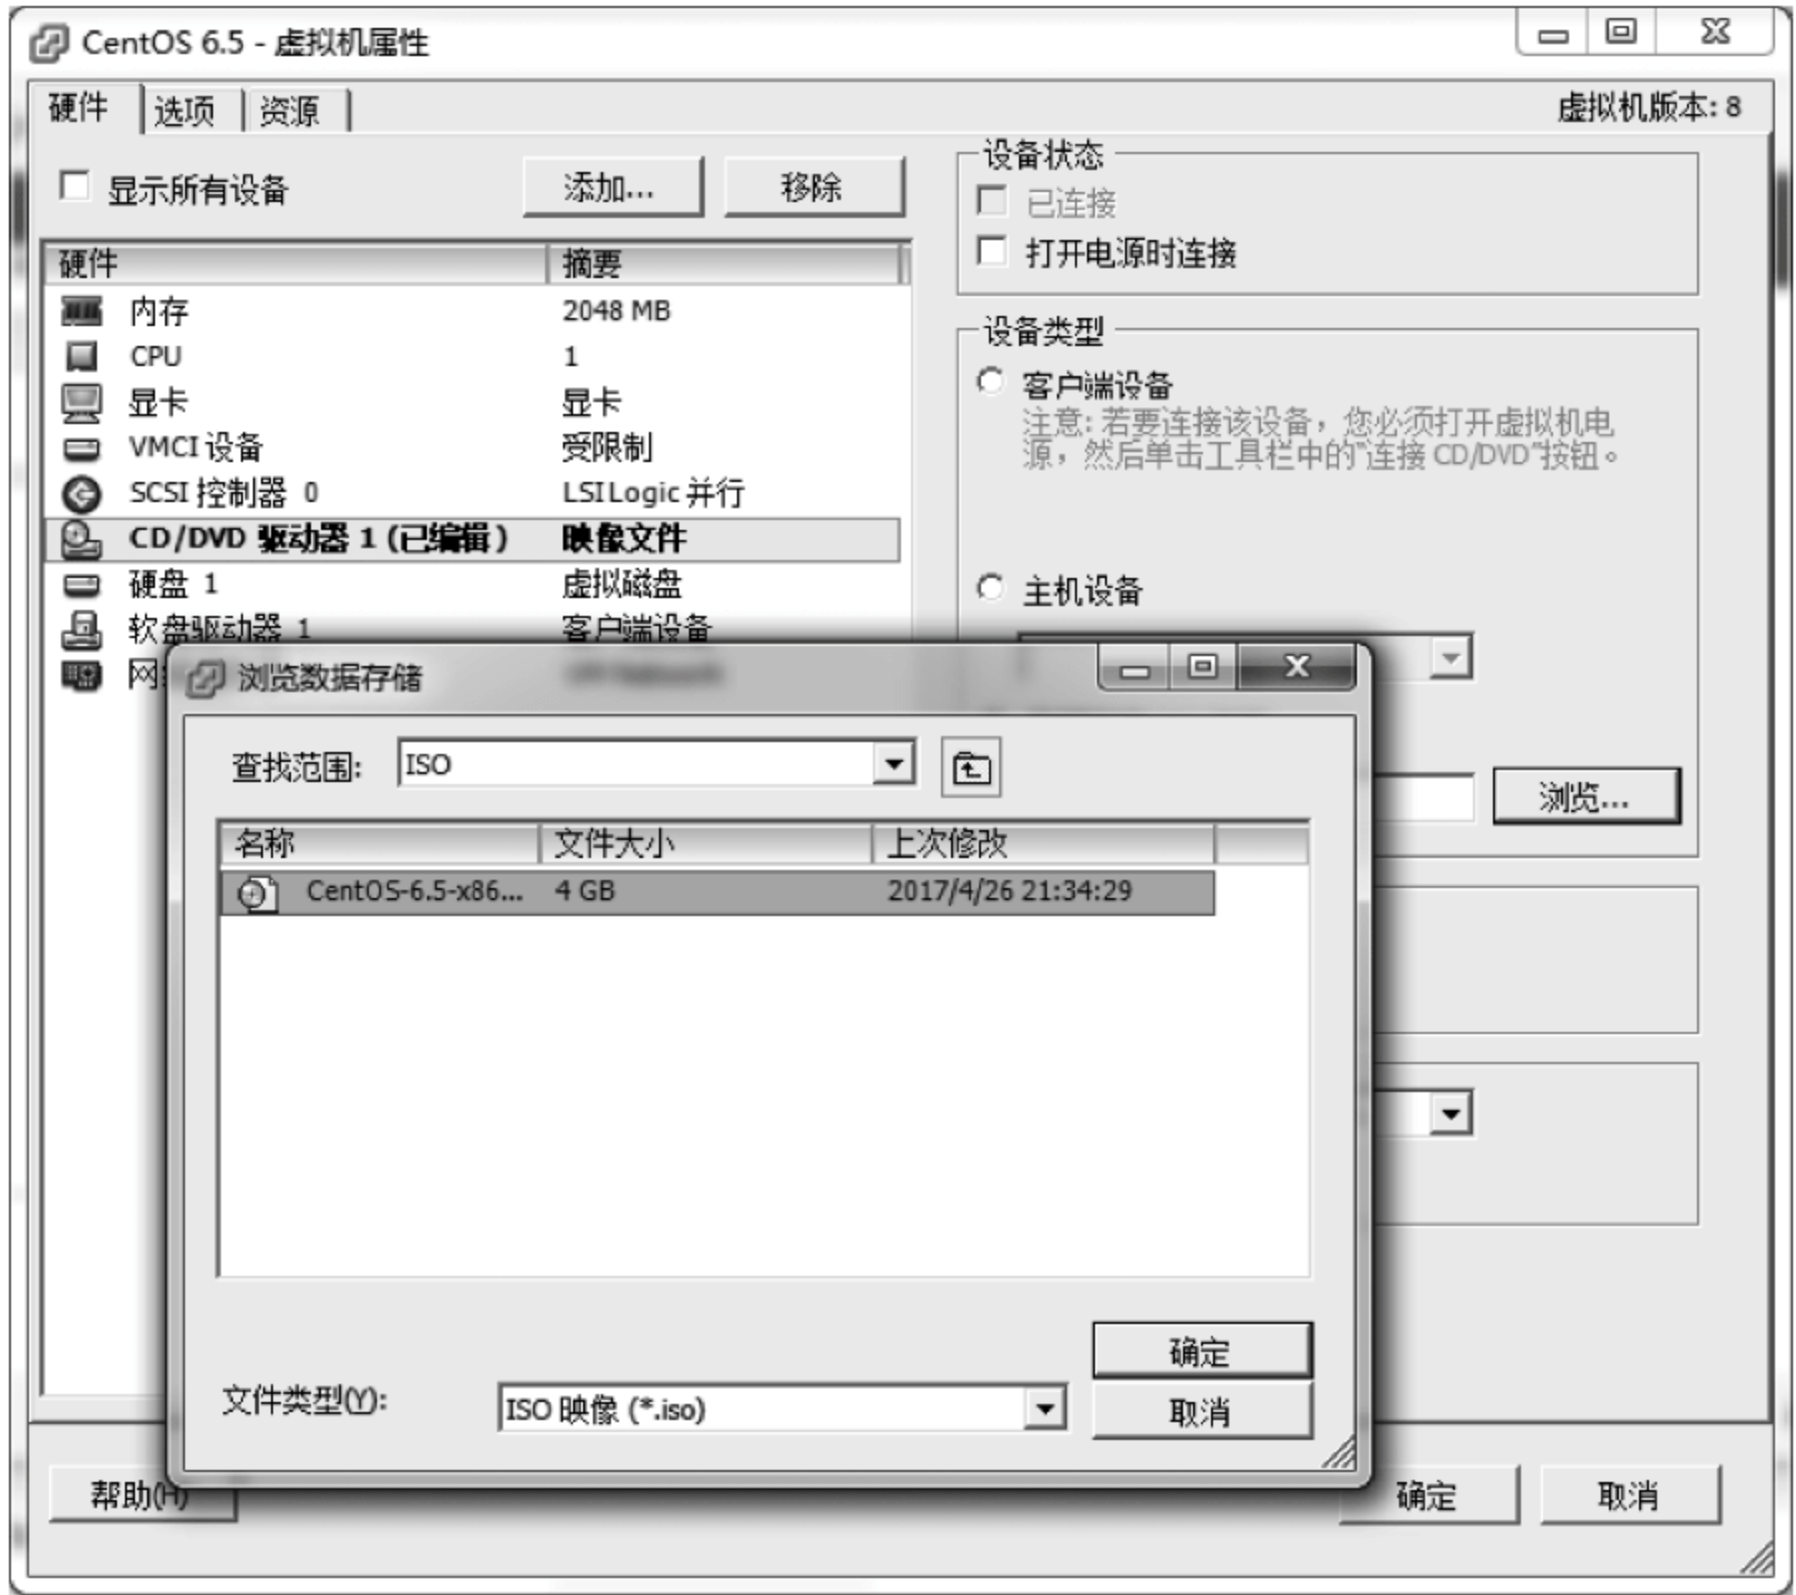 CentOS 6.5 - 虚拟机属性
硬件 选项 资源 虚拟机版本: 8
显示所有设备 添加... 移除
硬件 摘要
内存 2048 MB
CPU 1
显卡 显卡
VMCI 设备 受限制
SCSI 控制器 0 LSI Logic 并行
CD/DVD 驱动器 1 (已编辑) 映像文件
硬盘 1 虚拟磁盘
软盘驱动器 1 客户端设备
网
设备状态
已连接
打开电源时连接
设备类型
客户端设备
注意: 若要连接该设备，您必须打开虚拟机电
源，然后单击工具栏中的"连接 CD/DVD"按钮。
主机设备
浏览...
浏览数据存储
查找范围: ISO
名称 文件大小 上次修改
CentOS-6.5-x86... 4 GB 2017/4/26 21:34:29
确定
文件类型(Y): ISO 映像 (*.iso) 取消
帮助(H) 确定 取消